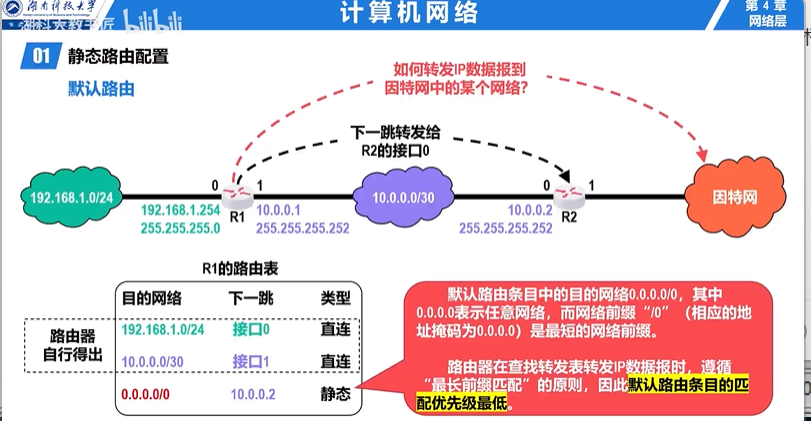 湖南科技大学
Hunan University of Science and Technology
计算机网络
第 4 章
网络层
bilibili
01 静态路由配置
默认路由
如何转发IP数据报到
因特网中的某个网络?
下一跳转发给
R2的接口0
192.168.1.0/24
0
R1
1
192.168.1.254
255.255.255.0
10.0.0.1
255.255.255.252
10.0.0.0/30
0
R2
1
10.0.0.2
255.255.255.252
因特网
R1的路由表
目的网络 下一跳 类型
路由器
自行得出
192.168.1.0/24 接口0 直连
10.0.0.0/30 接口1 直连
0.0.0.0/0 10.0.0.2 静态
默认路由条目中的目的网络0.0.0.0/0，其中
0.0.0.0表示任意网络，而网络前缀“/0”（相应的地
址掩码为0.0.0.0）是最短的网络前缀。
路由器在查找转发表转发IP数据报时，遵循
“最长前缀匹配”的原则，因此默认路由条目的匹
配优先级最低。